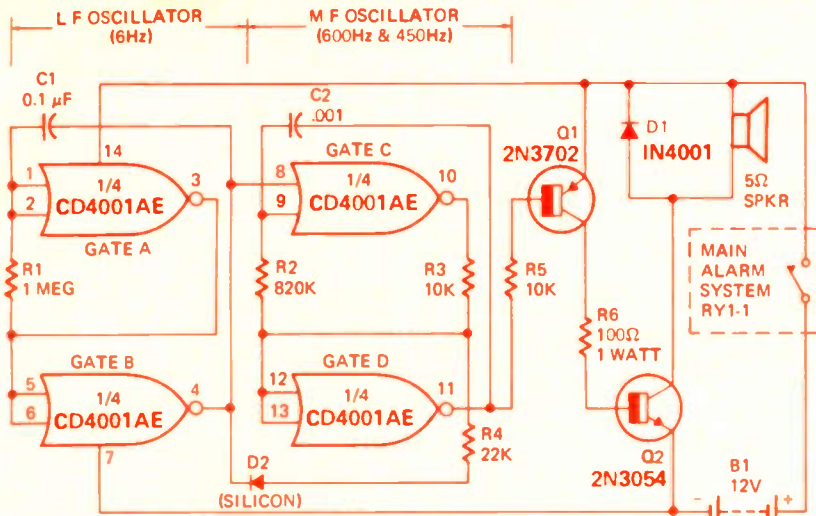 L F OSCILLATOR
(6Hz)
M F OSCILLATOR
(600Hz & 450Hz)
C1
0.1 µF
C2
.001
14
1
2
3
1/4
CD4001AE
GATE A
GATE C
8
9
10
1/4
CD4001AE
Q1
2N3702
D1
IN4001
5Ω
SPKR
R1
1 MEG
R2
820K
R3
10K
R5
10K
MAIN
ALARM
SYSTEM
RY1-1
R6
100Ω
1 WATT
GATE B
5
6
4
1/4
CD4001AE
7
GATE D
12
13
11
1/4
CD4001AE
R4
22K
D2
(SILICON)
Q2
2N3054
B1
12V
- +